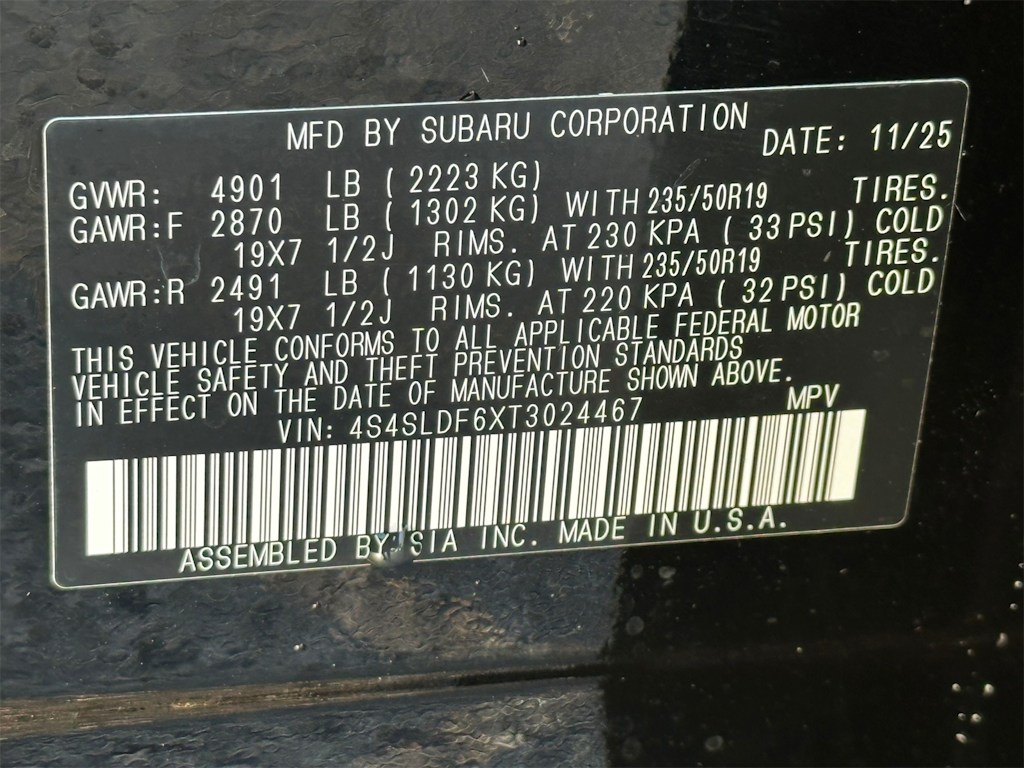 MFD BY SUBARU CORPORATION DATE: 11/25
GVWR: 4901 LB ( 2223 KG)
GAWR:F 2870 LB ( 1302 KG) WITH 235/50R19 TIRES.
19X7 1/2J RIMS. AT 230 KPA ( 33 PSI) COLD
GAWR:R 2491 LB ( 1130 KG) WITH 235/50R19 TIRES.
19X7 1/2J RIMS. AT 220 KPA ( 32 PSI) COLD
THIS VEHICLE CONFORMS TO ALL APPLICABLE FEDERAL MOTOR
VEHICLE SAFETY AND THEFT PREVENTION STANDARDS
IN EFFECT ON THE DATE OF MANUFACTURE SHOWN ABOVE.
VIN: 4S4SLDF6XT3024467 MPV
ASSEMBLED BY SIA INC. MADE IN U.S.A.